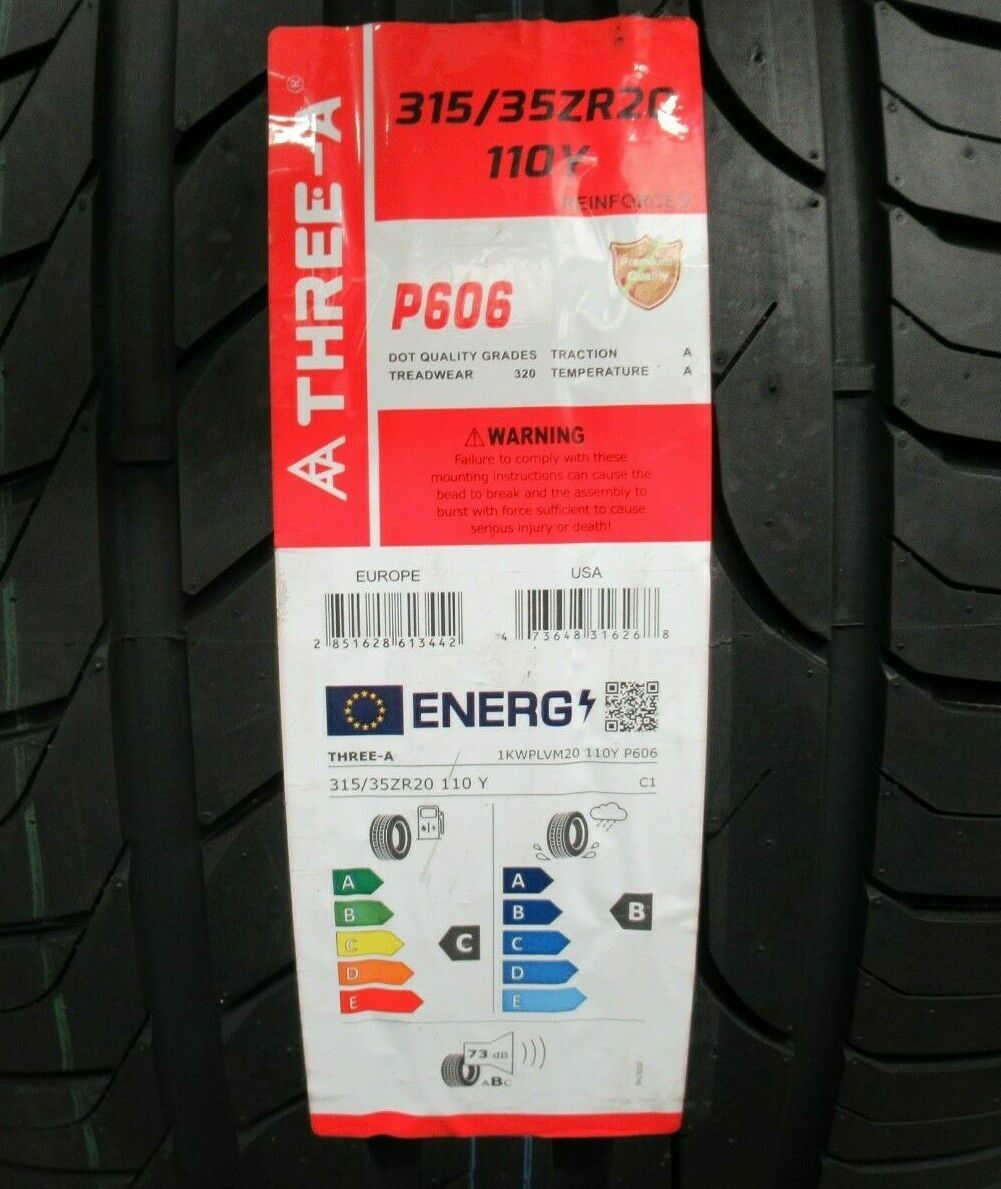 THREE-A®
315/35ZR20
110Y
REINFORCED
Premium
Quality
P606
DOT QUALITY GRADES TRACTION A
TREADWEAR 320 TEMPERATURE A
WARNING
Failure to comply with these
mounting instructions can cause the
bead to break and the assembly to
burst with force sufficient to cause
serious injury or death!
EUROPE
USA
2 851628 613442
4 73648 31626 8
ENERG
THREE-A 1KWPLVM20 110Y P606
315/35ZR20 110 Y C1
A
B
C
D
E
C
A
B
C
D
E
B
73 dB
ABC